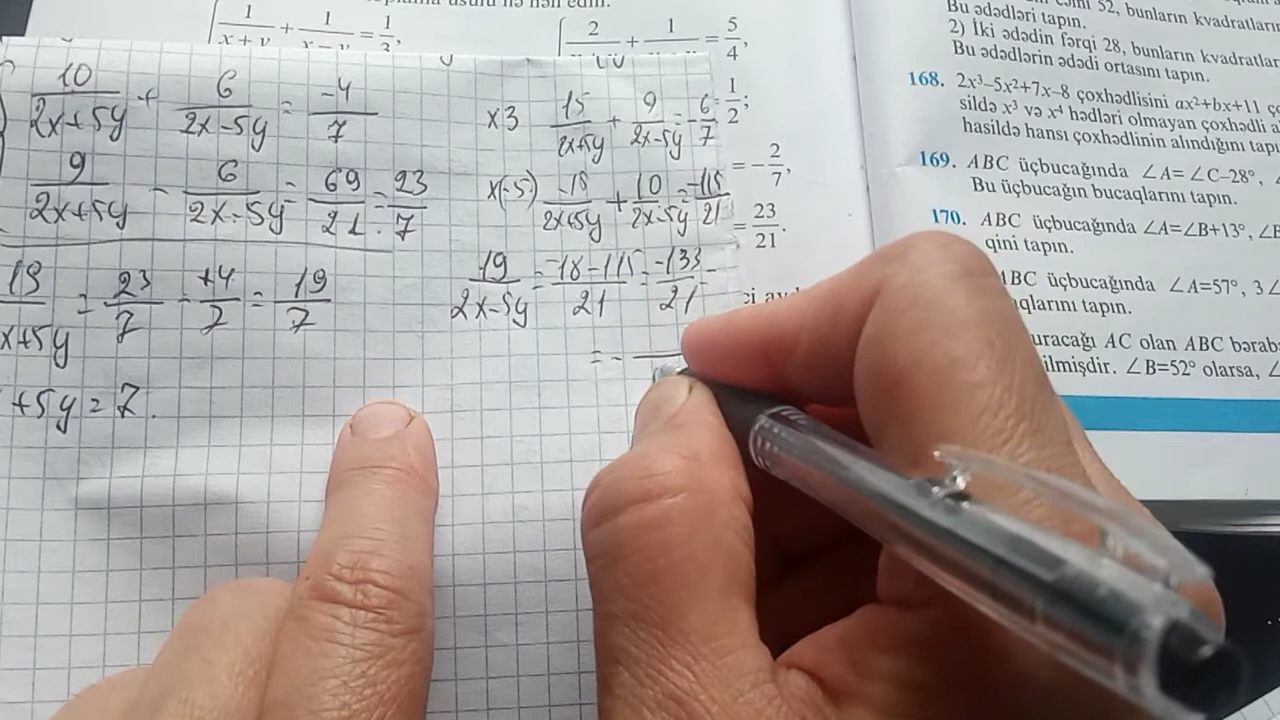 1/(x+y) + 1/(x−y) = 1/3,
2/ + 1/ = 5/4,
1/2;
= −2/7,
= 23/21.
10/(2x+5y) + 6/(2x−5y) = −4/7
9/(2x+5y) − 6/(2x−5y) = 69/21 = 23/7
19/ x+5y = 23/7 − +4/7 = 19/7
+5y = 7.
x3 15/(2x+5y) + 9/(2x−5y) = −6/7
x(−5) −15/(2x+5y) + 10/(2x−5y) = −115/21
19/(2x−5y) = −18−115/21 = −133/21 =
= −
52, bunların kvadratların
Bu ədədləri tapın.
2) İki ədədin fərqi 28, bunların kvadratlar
Bu ədədlərin ədədi ortasını tapın.
168. 2x³−5x²+7x−8 çoxhədlisini ax²+bx+11 ç
sildə x³ və x⁴ hədləri olmayan çoxhədli a
hasildə hansı çoxhədlinin alındığını tapı
169. ABC üçbucağında ∠A=∠C−28°,
Bu üçbucağın bucaqlarını tapın.
170. ABC üçbucağında ∠A=∠B+13°, ∠B
qini tapın.
ABC üçbucağında ∠A=57°, 3∠
qlarını tapın.
uracağı AC olan ABC bərab
ilmişdir. ∠B=52° olarsa, ∠